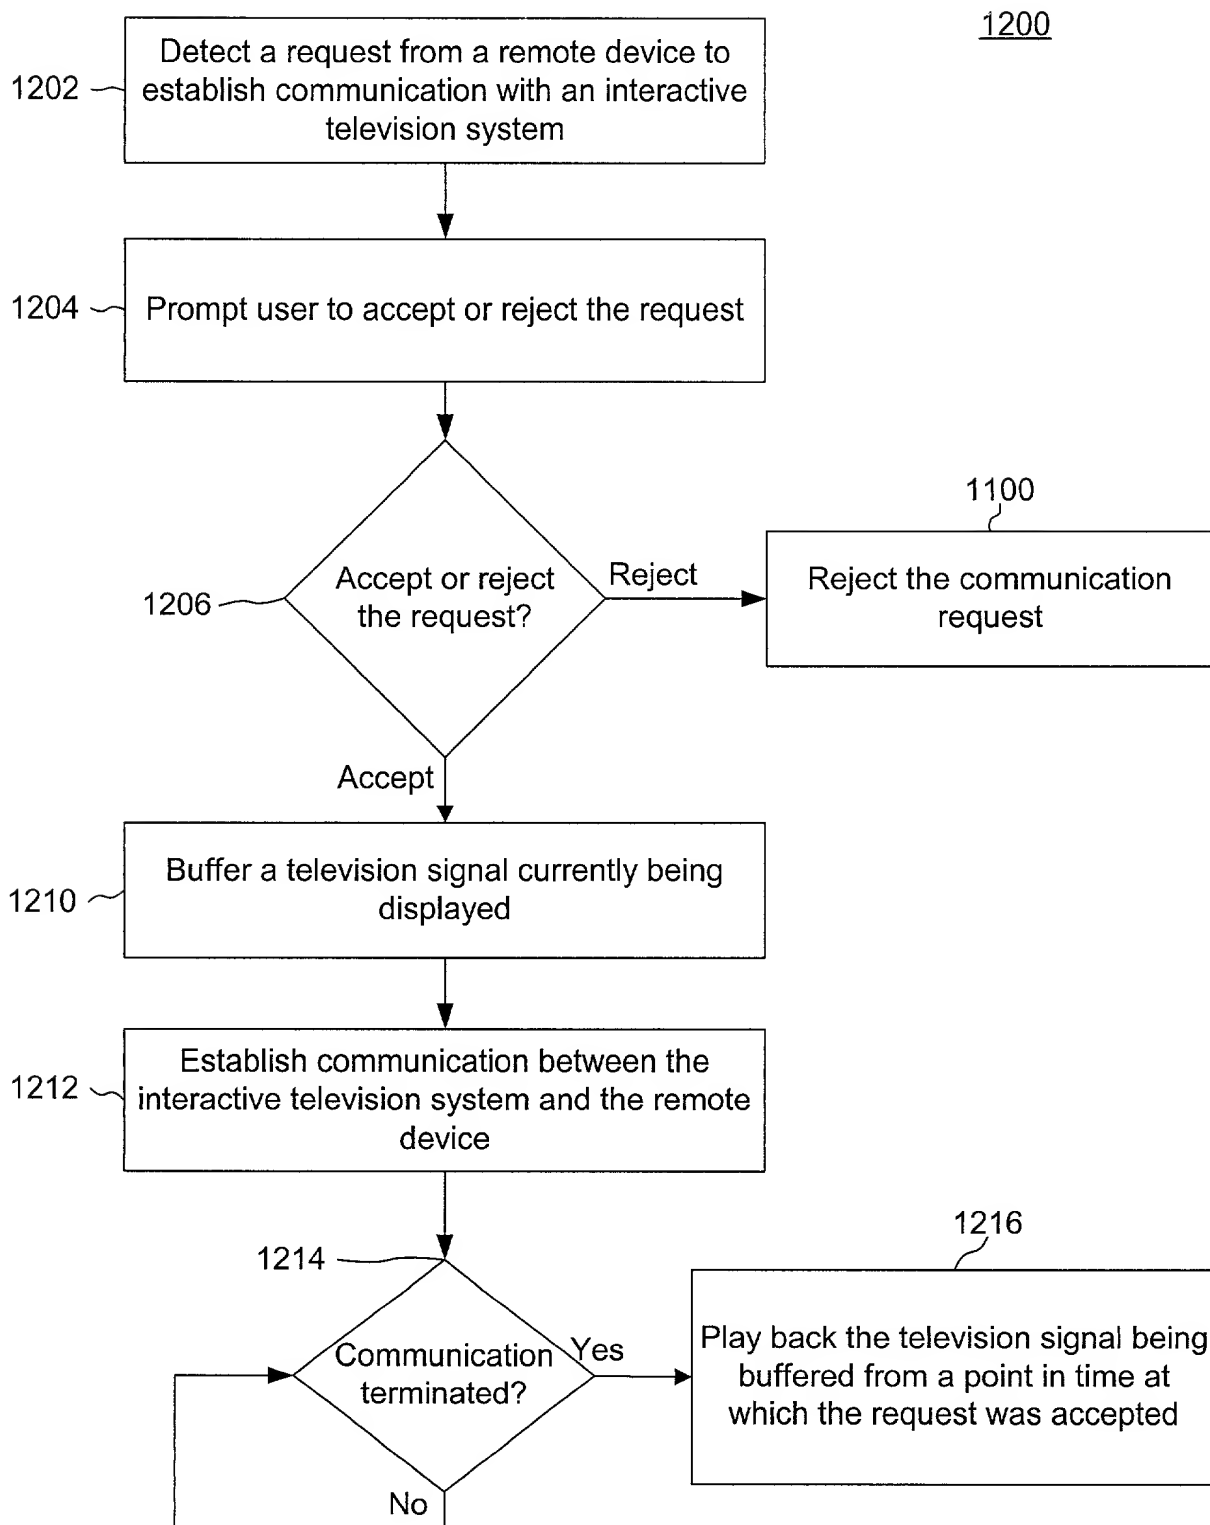 1200
Detect a request from a remote device to
establish communication with an interactive
television system
1202
Prompt user to accept or reject the request
1204
Accept or reject
the request?
1206
Reject
1100
Reject the communication
request
Accept
Buffer a television signal currently being
displayed
1210
Establish communication between the
interactive television system and the remote
device
1212
1214
Communication
terminated?
Yes
1216
Play back the television signal being
buffered from a point in time at
which the request was accepted
No